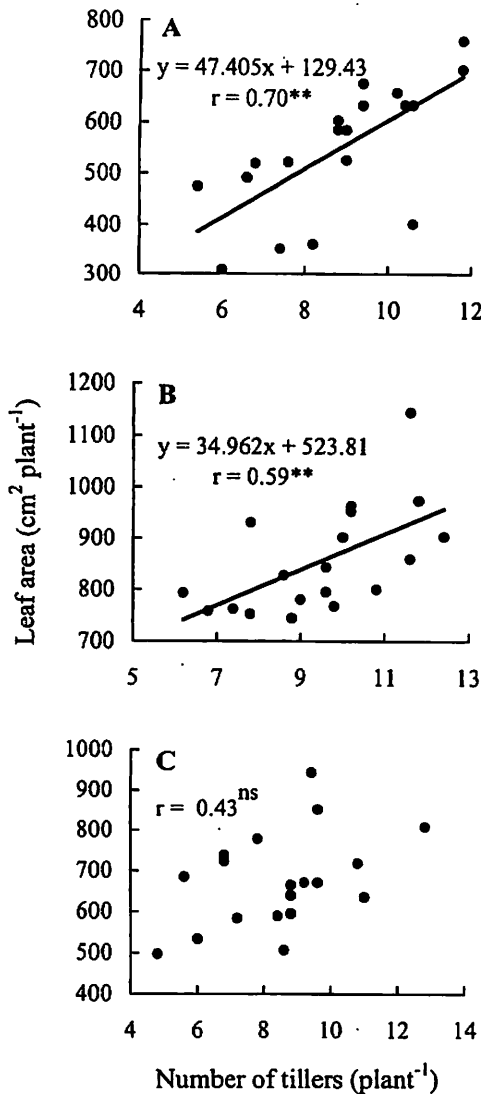 A
y = 47.405x + 129.43
r = 0.70**
800
700
600
500
400
300
4 6 8 10 12
B
y = 34.962x + 523.81
r = 0.59**
1200
1100
1000
900
800
700
5 7 9 11 13
Leaf area (cm² plant⁻¹)
C
r = 0.43ns
1000
900
800
700
600
500
400
4 6 8 10 12 14
Number of tillers (plant⁻¹)